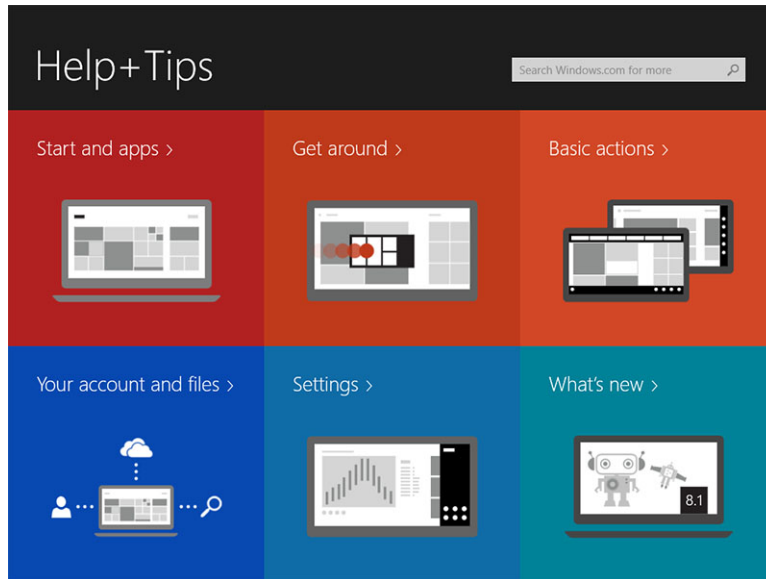 Help+Tips
Search Windows.com for more
Start and apps >
Get around >
Basic actions >
Your account and files >
Settings >
What's new >
8.1